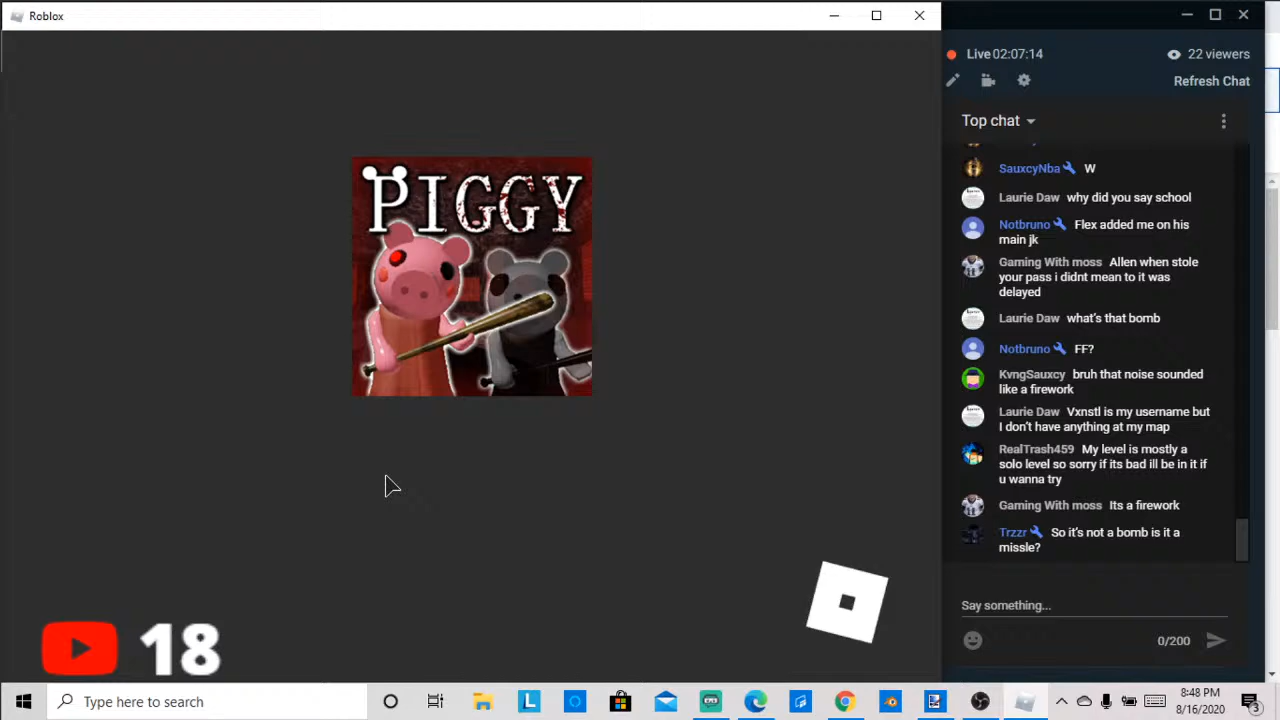 Roblox
PIGGY
18
Live 02:07:14
22 viewers
Refresh Chat
Top chat
SauxcyNba W
Laurie Daw why did you say school
Notbruno Flex added me on his
main jk
Gaming With moss Allen when stole
your pass i didnt mean to it was
delayed
Laurie Daw what's that bomb
Notbruno FF?
KvngSauxcy bruh that noise sounded
like a firework
Laurie Daw Vxnstl is my username but
I don't have anything at my map
RealTrash459 My level is mostly a
solo level so sorry if its bad ill be in it if
u wanna try
Gaming With moss Its a firework
Trzzr So it's not a bomb is it a
missle?
Say something...
0/200
Type here to search
L
8:48 PM
8/16/2020
3